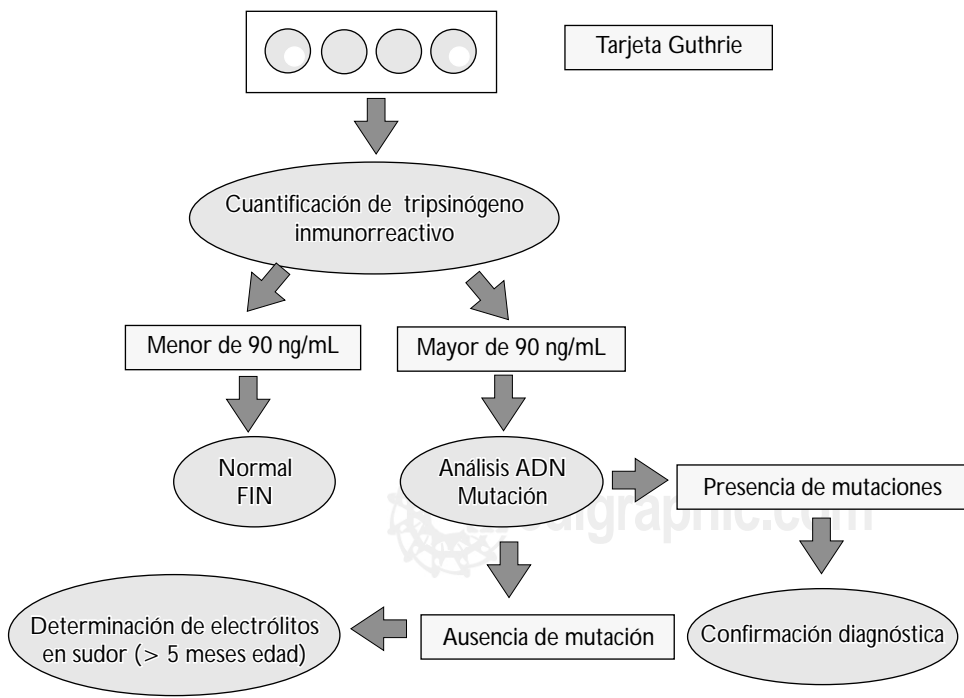 Tarjeta Guthrie
Cuantificación de tripsinógeno
inmunorreactivo
Menor de 90 ng/mL
Mayor de 90 ng/mL
Normal
FIN
Análisis ADN
Mutación
Presencia de mutaciones
Determinación de electrólitos
en sudor (> 5 meses edad)
Ausencia de mutación
Confirmación diagnóstica